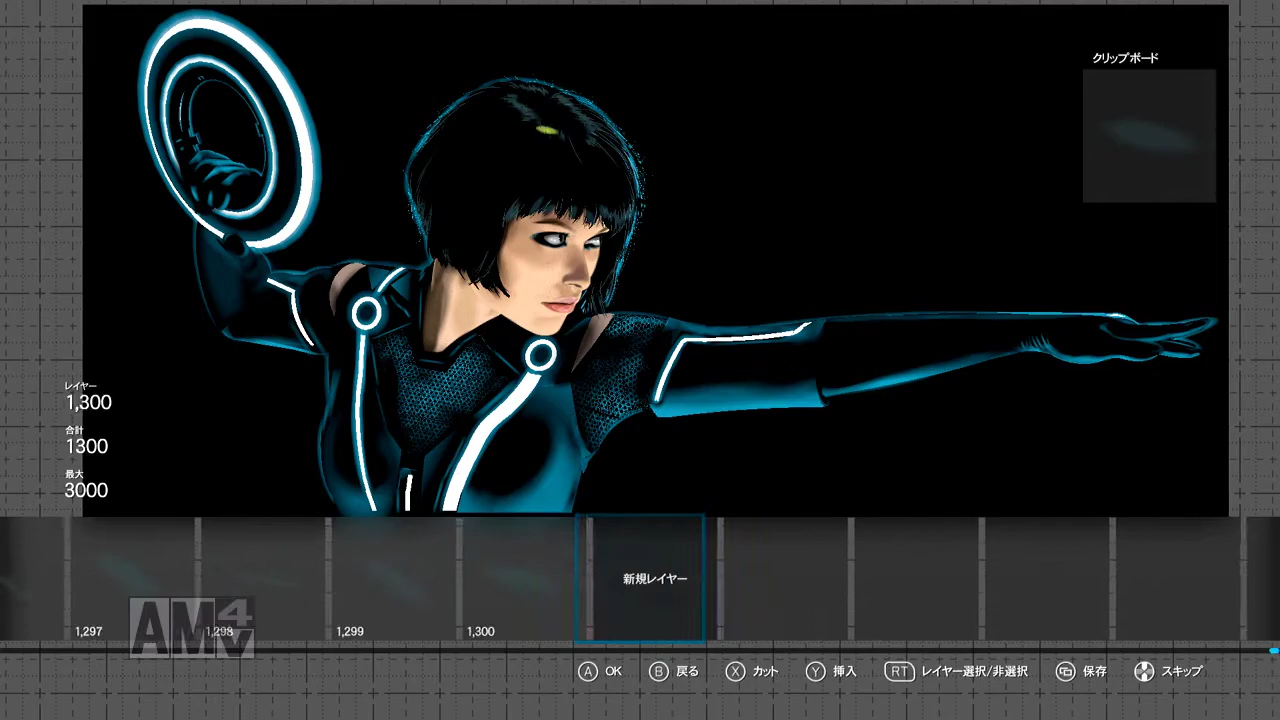 クリップボード
レイヤー
1,300
合計
1300
最大
3000
新規レイヤー
1,297
1,298
1,299
1,300
AM4V
A OK
B 戻る
X カット
Y 挿入
RT レイヤー選択/非選択
保存
スキップ